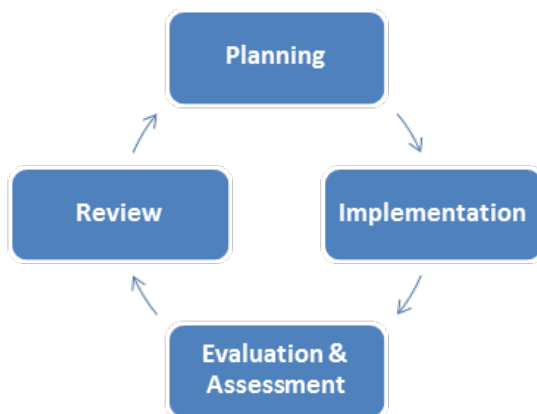 Planning
Review
Implementation
Evaluation &
Assessment